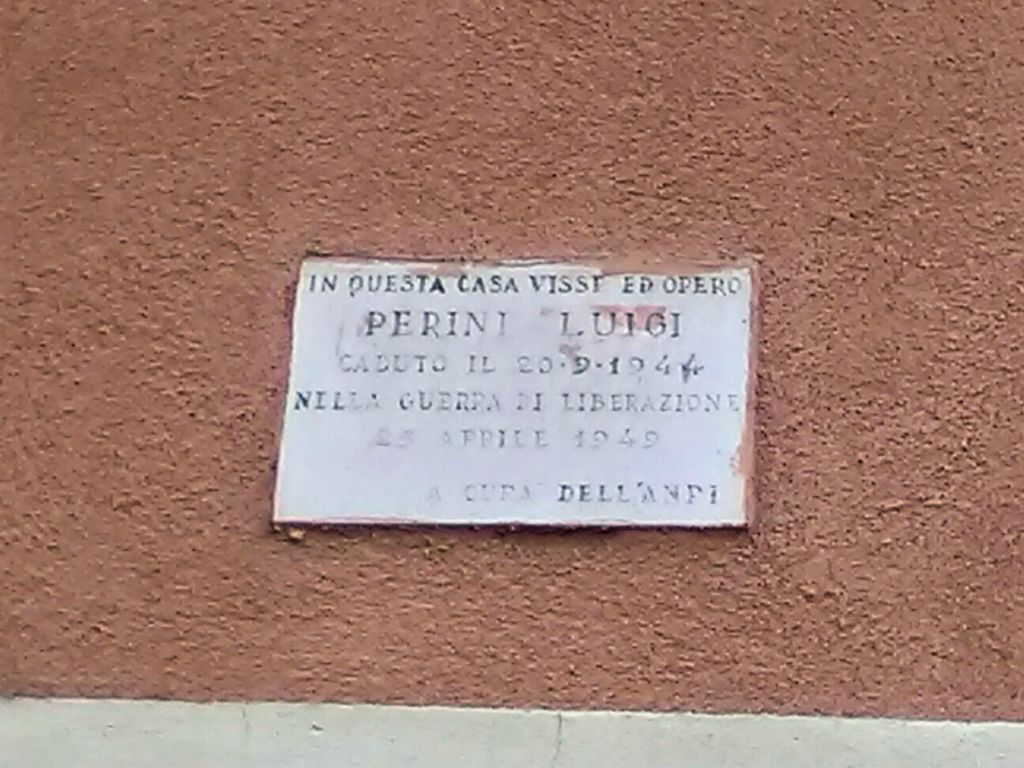 IN QUESTA CASA VISSE ED OPERO
PERINI LUIGI
CADUTO IL 20·9·1944
NELLA GUERRA DI LIBERAZIONE
25 APRILE 1949
A CURA DELL'ANPI